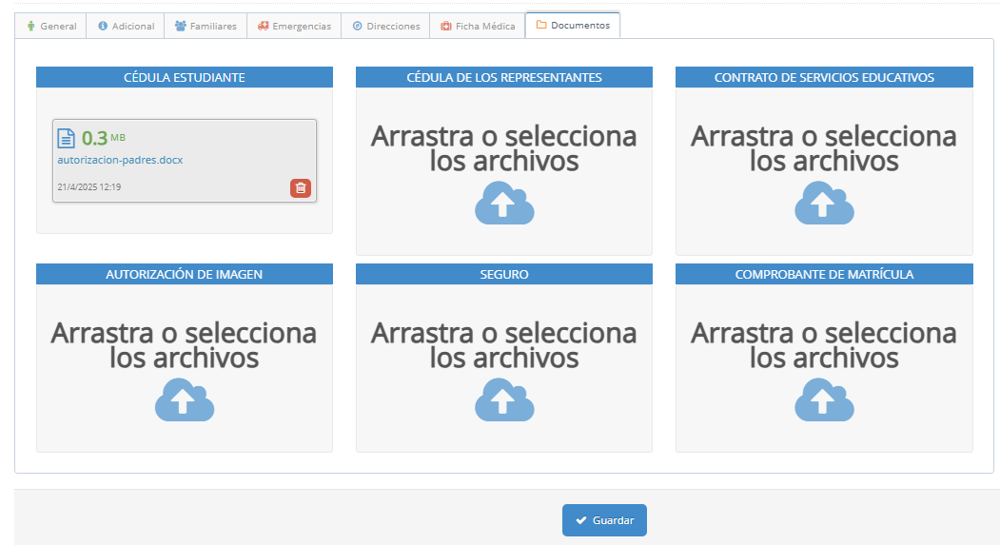 General
Adicional
Familiares
Emergencias
Direcciones
Ficha Médica
Documentos
CÉDULA ESTUDIANTE
0.3 MB
autorizacion-padres.docx
21/4/2025 12:19
CÉDULA DE LOS REPRESENTANTES
Arrastra o selecciona
los archivos
CONTRATO DE SERVICIOS EDUCATIVOS
Arrastra o selecciona
los archivos
AUTORIZACIÓN DE IMAGEN
Arrastra o selecciona
los archivos
SEGURO
Arrastra o selecciona
los archivos
COMPROBANTE DE MATRÍCULA
Arrastra o selecciona
los archivos
Guardar